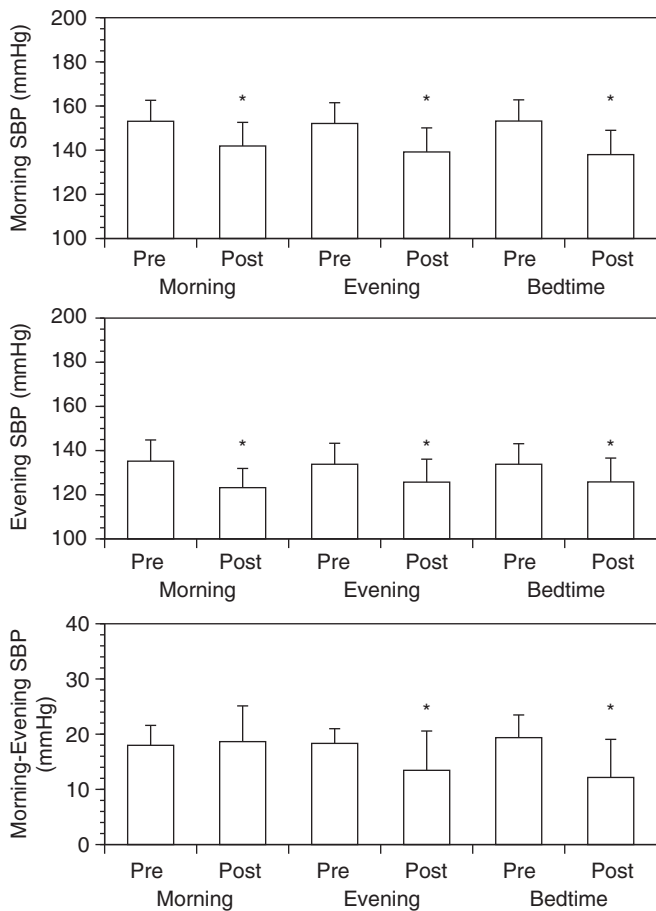 Morning SBP (mmHg)
200
180
160
140
120
100
* * *
Pre Post Pre Post Pre Post
Morning Evening Bedtime
Evening SBP (mmHg)
200
180
160
140
120
100
* * *
Pre Post Pre Post Pre Post
Morning Evening Bedtime
Morning-Evening SBP
(mmHg)
40
30
20
10
0
* *
Pre Post Pre Post Pre Post
Morning Evening Bedtime